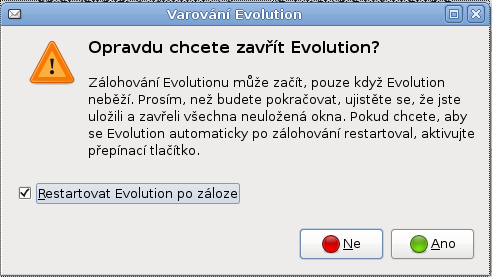 Varování Evolution
Opravdu chcete zavřít Evolution?
Zálohování Evolutionu může začít, pouze když Evolution
neběží. Prosím, než budete pokračovat, ujistěte se, že jste
uložili a zavřeli všechna neuložená okna. Pokud chcete, aby
se Evolution automaticky po zálohování restartoval, aktivujte
přepínací tlačítko.
Restartovat Evolution po záloze
Ne
Ano